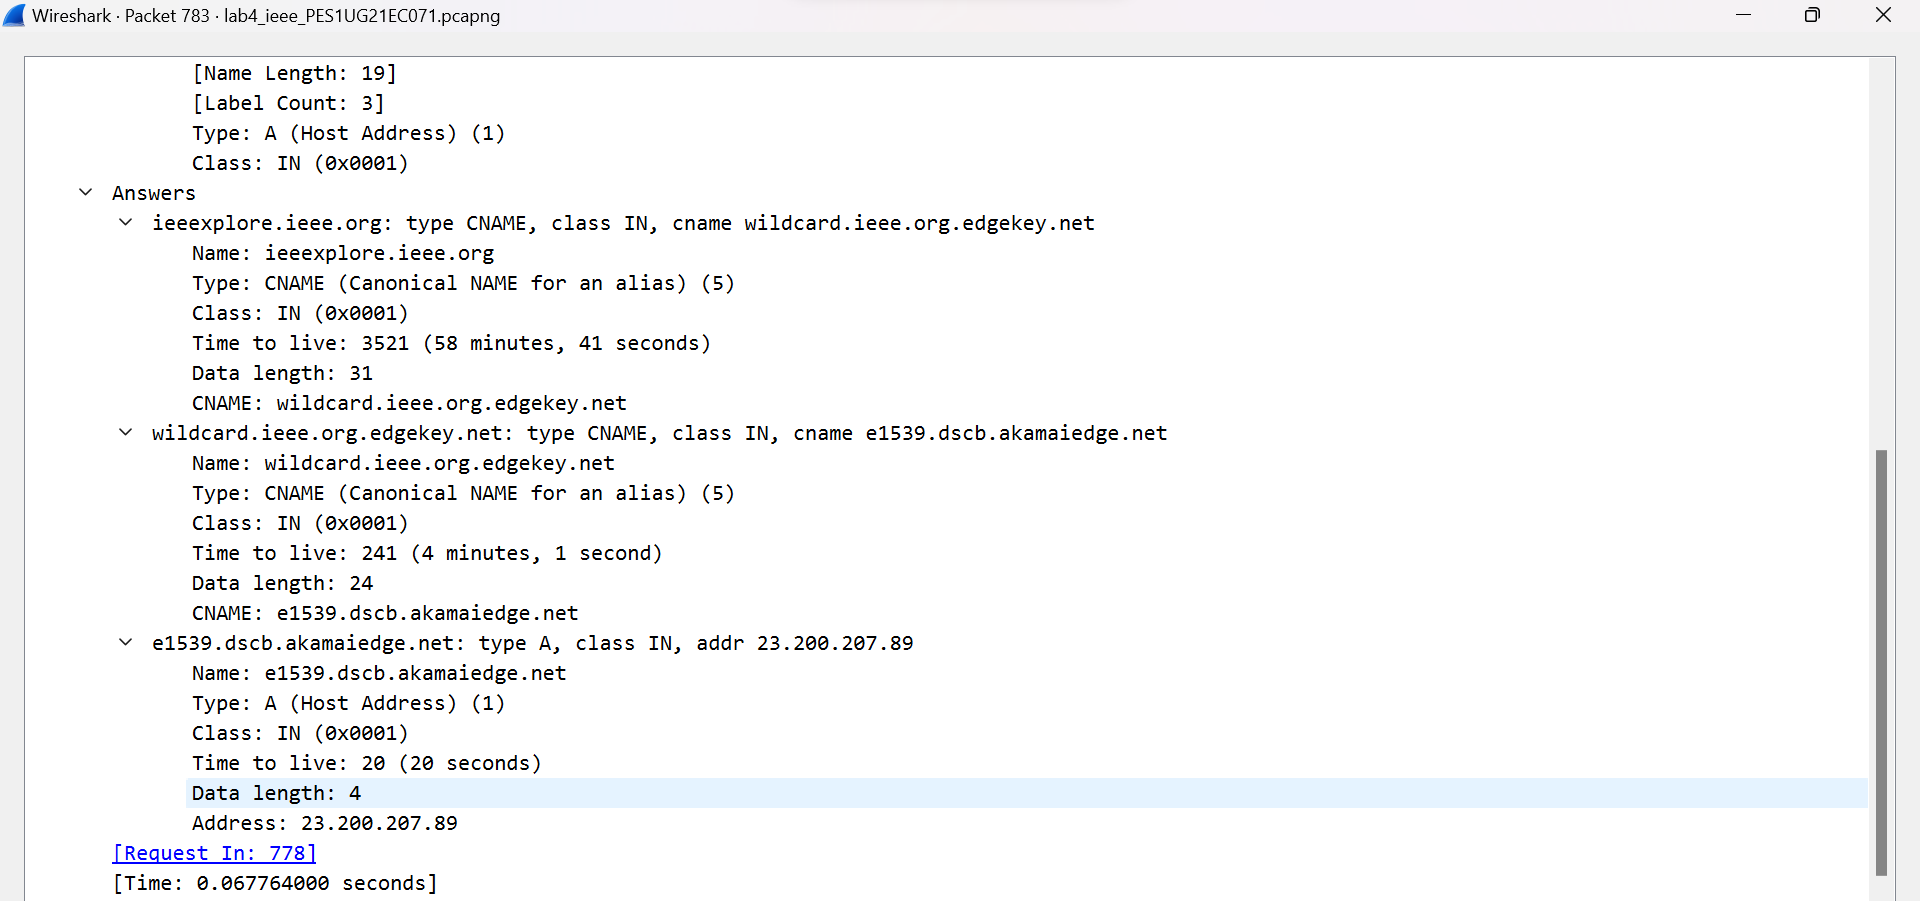 Wireshark · Packet 783 · lab4_ieee_PES1UG21EC071.pcapng
[Name Length: 19]
[Label Count: 3]
Type: A (Host Address) (1)
Class: IN (0x0001)
Answers
ieeexplore.ieee.org: type CNAME, class IN, cname wildcard.ieee.org.edgekey.net
Name: ieeexplore.ieee.org
Type: CNAME (Canonical NAME for an alias) (5)
Class: IN (0x0001)
Time to live: 3521 (58 minutes, 41 seconds)
Data length: 31
CNAME: wildcard.ieee.org.edgekey.net
wildcard.ieee.org.edgekey.net: type CNAME, class IN, cname e1539.dscb.akamaiedge.net
Name: wildcard.ieee.org.edgekey.net
Type: CNAME (Canonical NAME for an alias) (5)
Class: IN (0x0001)
Time to live: 241 (4 minutes, 1 second)
Data length: 24
CNAME: e1539.dscb.akamaiedge.net
e1539.dscb.akamaiedge.net: type A, class IN, addr 23.200.207.89
Name: e1539.dscb.akamaiedge.net
Type: A (Host Address) (1)
Class: IN (0x0001)
Time to live: 20 (20 seconds)
Data length: 4
Address: 23.200.207.89
[Request In: 778]
[Time: 0.067764000 seconds]